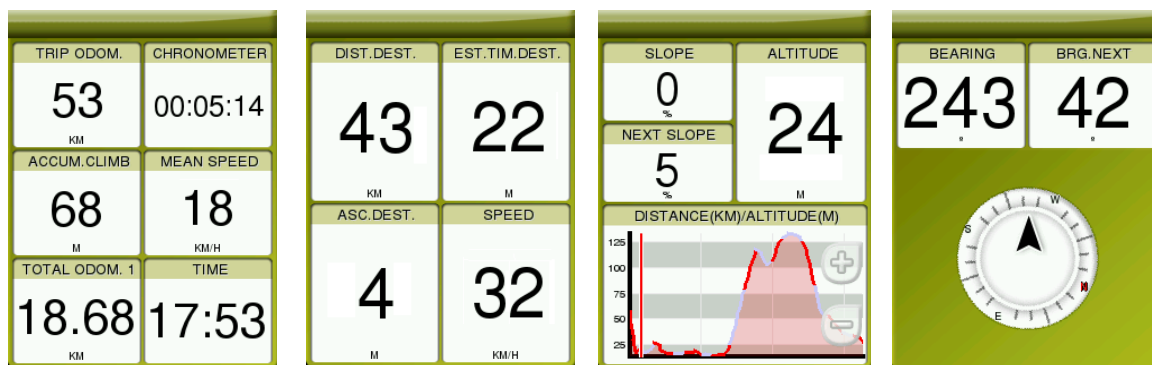 TRIP ODOM.
53
KM
CHRONOMETER
00:05:14
ACCUM.CLIMB
68
M
MEAN SPEED
18
KM/H
TOTAL ODOM. 1
18.68
KM
TIME
17:53
DIST.DEST.
43
KM
EST.TIM.DEST.
22
M
ASC.DEST.
4
M
SPEED
32
KM/H
SLOPE
0
%
NEXT SLOPE
5
%
ALTITUDE
24
M
DISTANCE(KM)/ALTITUDE(M)
125
100
75
50
25
BEARING
243
°
BRG.NEXT
42
°
W
S
N
E